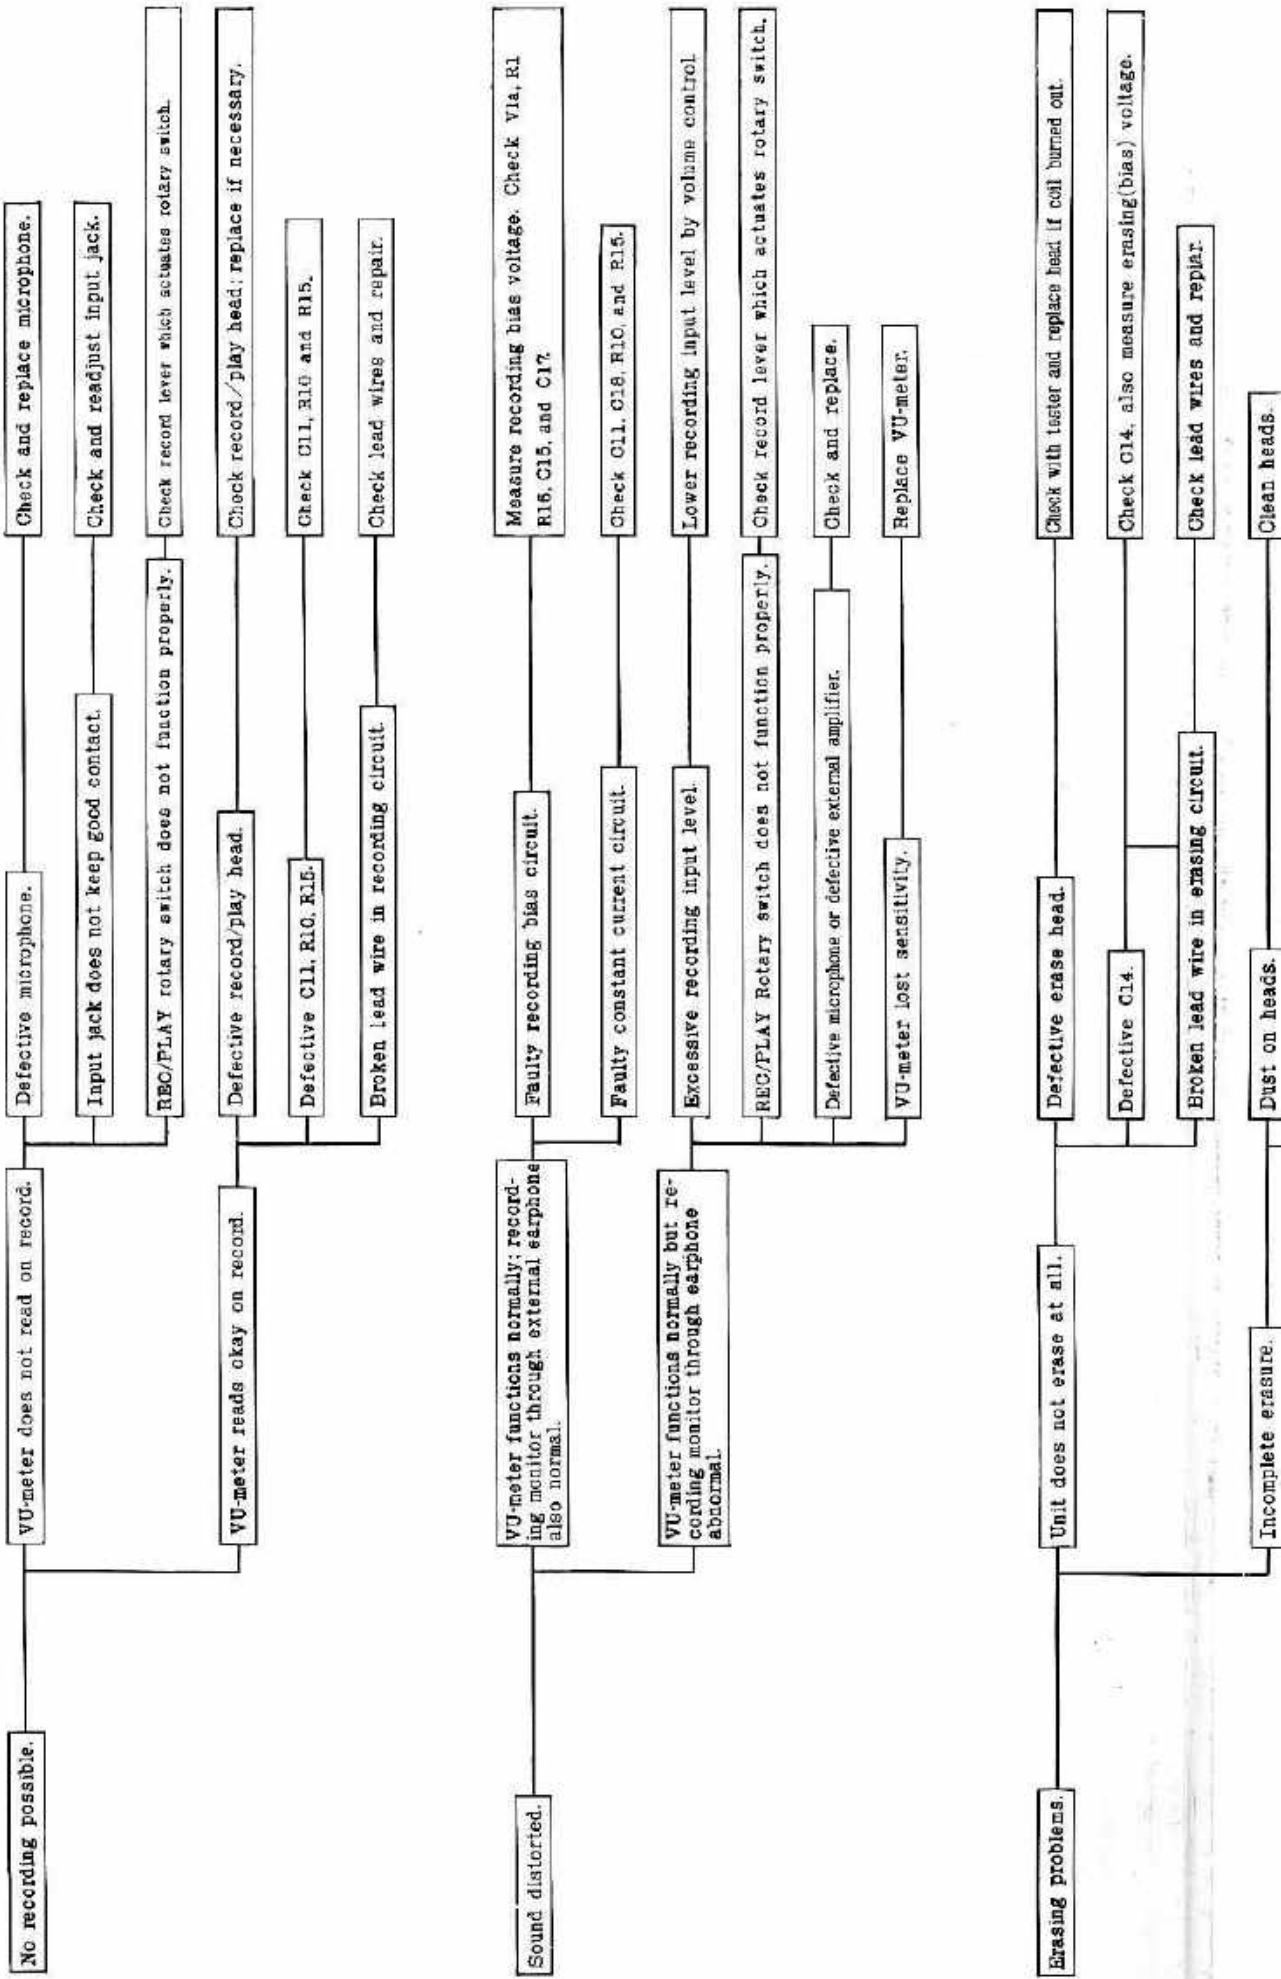 No recording possible.
VU-meter does not read on record.
Defective microphone.
Check and replace microphone.
Input jack does not keep good contact.
Check and readjust input jack.
REC/PLAY rotary switch does not function properly.
Check record lever which actuates rotary switch.
VU-meter reads okay on record.
Defective record/play head.
Check record/play head; replace if necessary.
Defective C11, R10, R15.
Check C11, R10 and R15.
Broken lead wire in recording circuit.
Check lead wires and repair.
Sound distorted.
VU-meter functions normally; record-
ing monitor through external earphone
also normal.
Faulty recording bias circuit.
Measure recording bias voltage. Check V1a, R1
R16, C15, and C17.
Faulty constant current circuit.
Check C11, C18, R10, and R15.
VU-meter functions normally but re-
cording monitor through earphone
abnormal.
Excessive recording input level.
Lower recording input level by volume control
REC/PLAY Rotary switch does not function properly.
Check record lever which actuates rotary switch.
Defective microphone or defective external amplifier.
Check and replace.
VU-meter lost sensitivity.
Replace VU-meter.
Erasing problems.
Unit does not erase at all.
Defective erase head.
Check with tester and replace head if coil burned out.
Defective C14.
Check C14, also measure erasing(bias) voltage.
Broken lead wire in erasing circuit.
Check lead wires and repiar.
Incomplete erasure.
Dust on heads.
Clean heads.